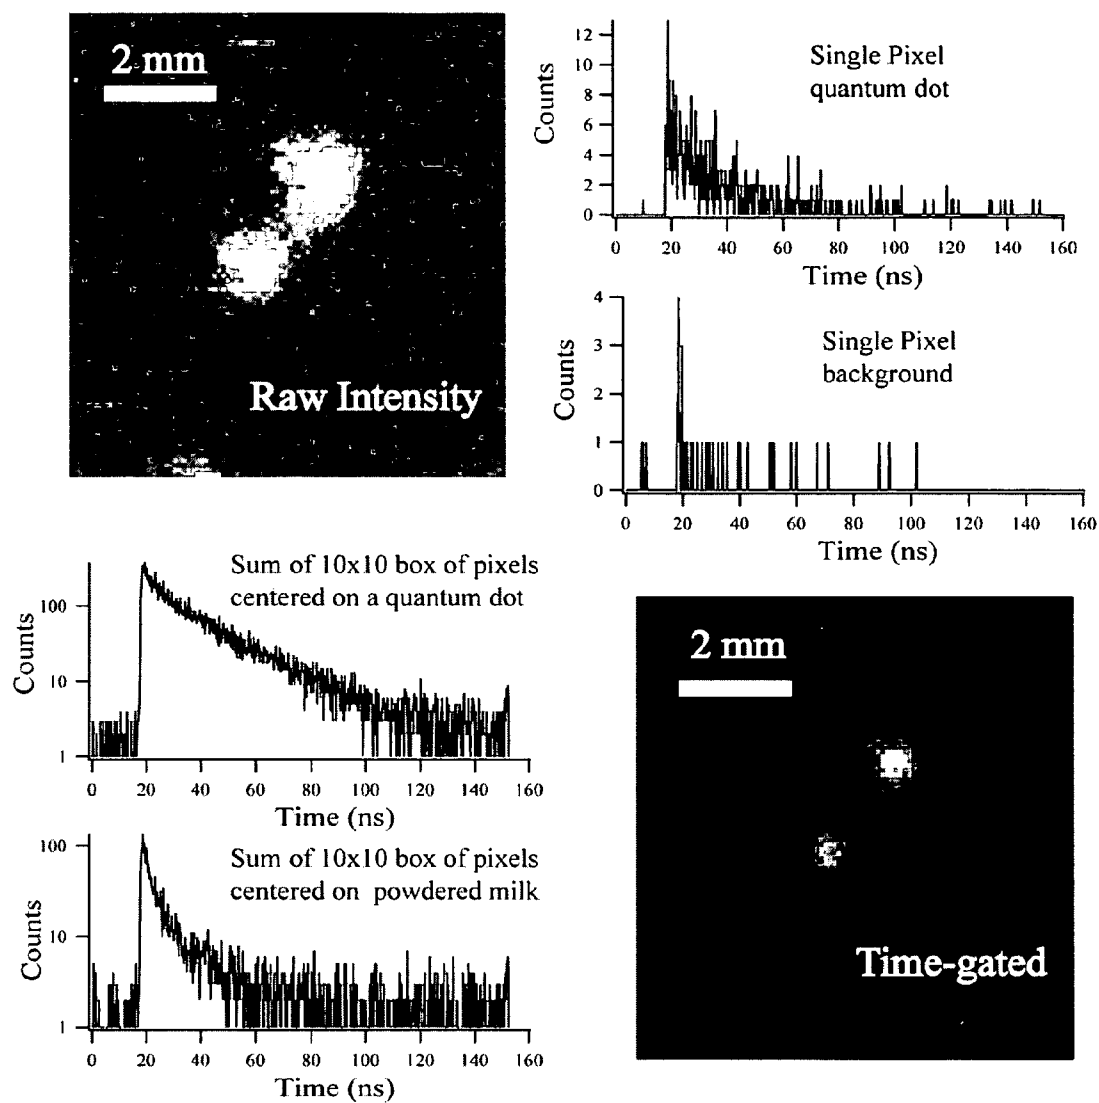 2 mm
Raw Intensity
12
10
8
6
4
2
0
Counts
Single Pixel
quantum dot
0 20 40 60 80 100 120 140 160
Time (ns)
4
3
2
1
0
Counts
Single Pixel
background
0 20 40 60 80 100 120 140 160
Time (ns)
100
10
1
Counts
Sum of 10x10 box of pixels
centered on a quantum dot
0 20 40 60 80 100 120 140 160
Time (ns)
100
10
1
Counts
Sum of 10x10 box of pixels
centered on powdered milk
0 20 40 60 80 100 120 140 160
Time (ns)
2 mm
Time-gated